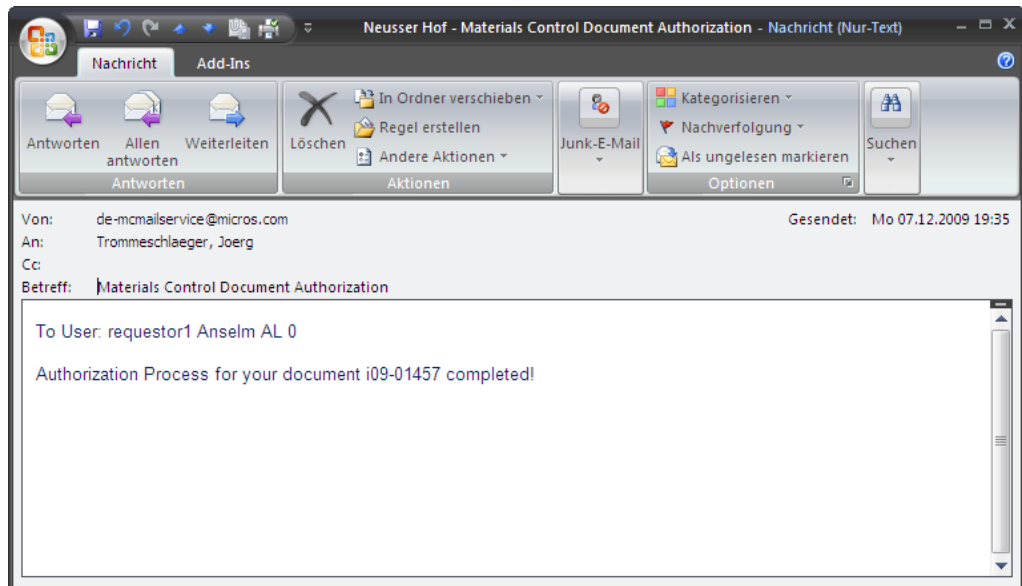 Neusser Hof - Materials Control Document Authorization - Nachricht (Nur-Text)
Nachricht Add-Ins
Antworten
Allen antworten
Weiterleiten
Antworten
Löschen
In Ordner verschieben
Regel erstellen
Andere Aktionen
Aktionen
Junk-E-Mail
Kategorisieren
Nachverfolgung
Als ungelesen markieren
Optionen
Suchen
Von: de-mcmailservice@micros.com Gesendet: Mo 07.12.2009 19:35
An: Trommeschlaeger, Joerg
Cc:
Betreff: Materials Control Document Authorization
To User: requestor1 Anselm AL 0
Authorization Process for your document i09-01457 completed!